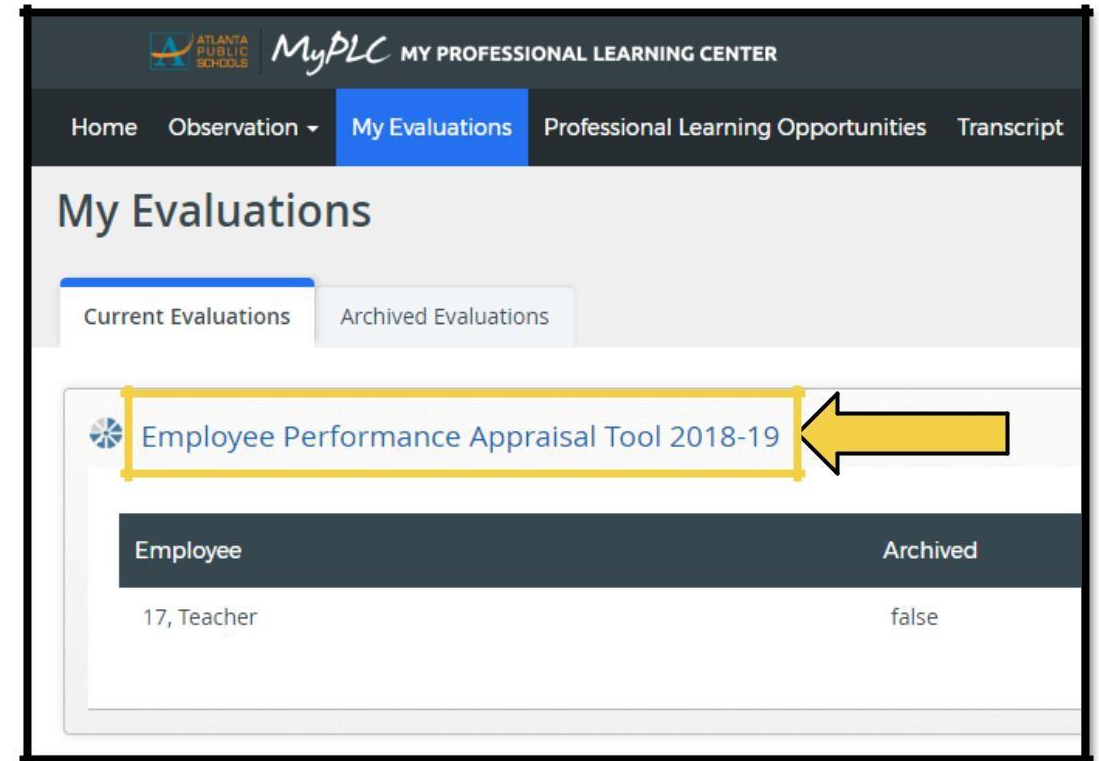 ATLANTA
PUBLIC
SCHOOLS
MyPLC MY PROFESSIONAL LEARNING CENTER
Home Observation My Evaluations Professional Learning Opportunities Transcript
My Evaluations
Current Evaluations Archived Evaluations
Employee Performance Appraisal Tool 2018-19
Employee Archived
17, Teacher false